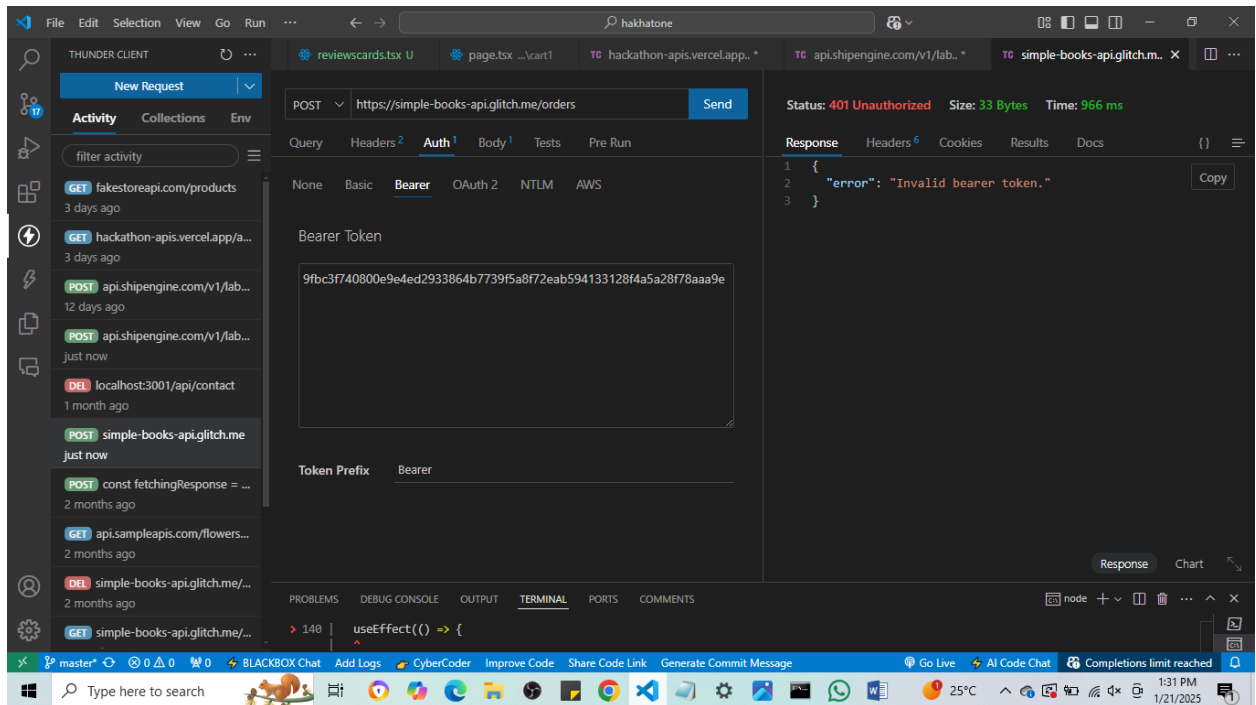 File Edit Selection View Go Run ··· hakhatone
THUNDER CLIENT
reviewscards.tsx U
page.tsx ...\cart1
TC hackathon-apis.vercel.app.. *
TC api.shipengine.com/v1/lab.. *
TC simple-books-api.glitch.m..
New Request
17
Activity Collections Env
filter activity
GET fakestoreapi.com/products
3 days ago
GET hackathon-apis.vercel.app/a...
3 days ago
POST api.shipengine.com/v1/lab...
12 days ago
POST api.shipengine.com/v1/lab...
just now
DEL localhost:3001/api/contact
1 month ago
POST simple-books-api.glitch.me
just now
POST const fetchingResponse = ...
2 months ago
GET api.sampleapis.com/flowers...
2 months ago
DEL simple-books-api.glitch.me/...
2 months ago
GET simple-books-api.glitch.me/...
POST https://simple-books-api.glitch.me/orders Send
Query Headers 2 Auth 1 Body 1 Tests Pre Run
None Basic Bearer OAuth 2 NTLM AWS
Bearer Token
9fbc3f740800e9e4ed2933864b7739f5a8f72eab594133128f4a5a28f78aaa9e
Token Prefix Bearer
Status: 401 Unauthorized Size: 33 Bytes Time: 966 ms
Response Headers 6 Cookies Results Docs {}
1 {
2 "error": "Invalid bearer token."
3 }
Copy
Response Chart
PROBLEMS DEBUG CONSOLE OUTPUT TERMINAL PORTS COMMENTS
node
> 140 | useEffect(() => {
| ^
master* 0 0 0 BLACKBOX Chat Add Logs CyberCoder Improve Code Share Code Link Generate Commit Message Go Live AI Code Chat Completions limit reached
Type here to search
25°C
1:31 PM
1/21/2025